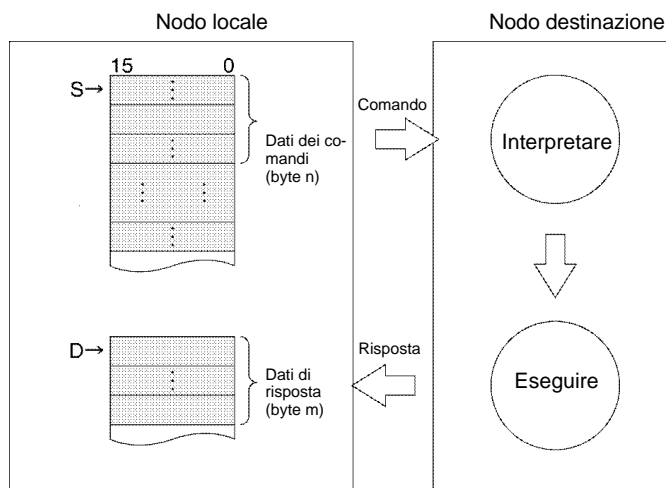 Nodo locale
Nodo destinazione
15 0
S→
Comando
Dati dei co-
mandi
(byte n)
Interpretare
D→
Risposta
Dati di
risposta
(byte m)
Eseguire